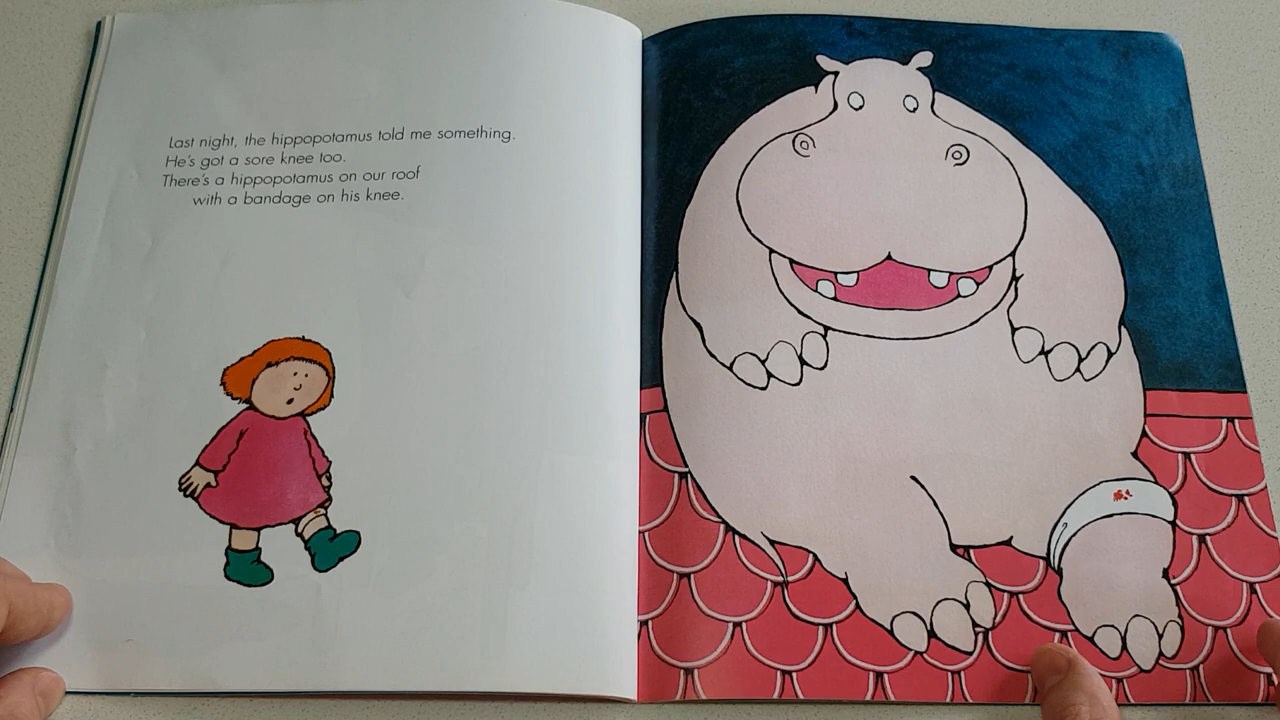 Last night, the hippopotamus told me something.
He's got a sore knee too.
There's a hippopotamus on our roof
with a bandage on his knee.